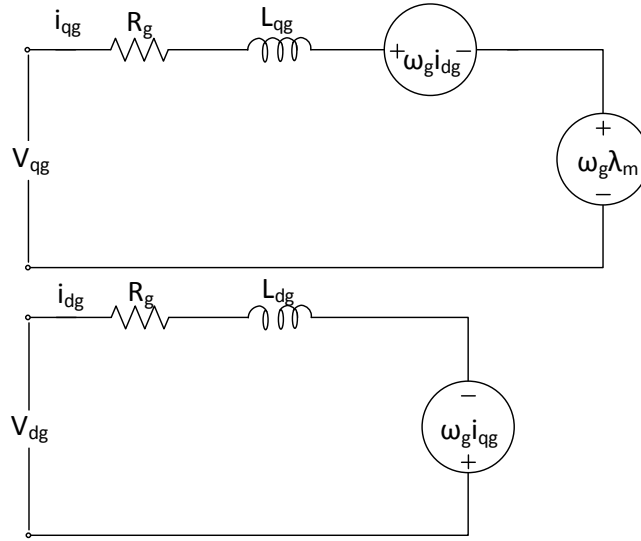 i_qg R_g L_qg
+ ω_g i_dg −
+
V_qg ω_g λ_m
−
i_dg R_g L_dg
−
V_dg ω_g i_qg
+